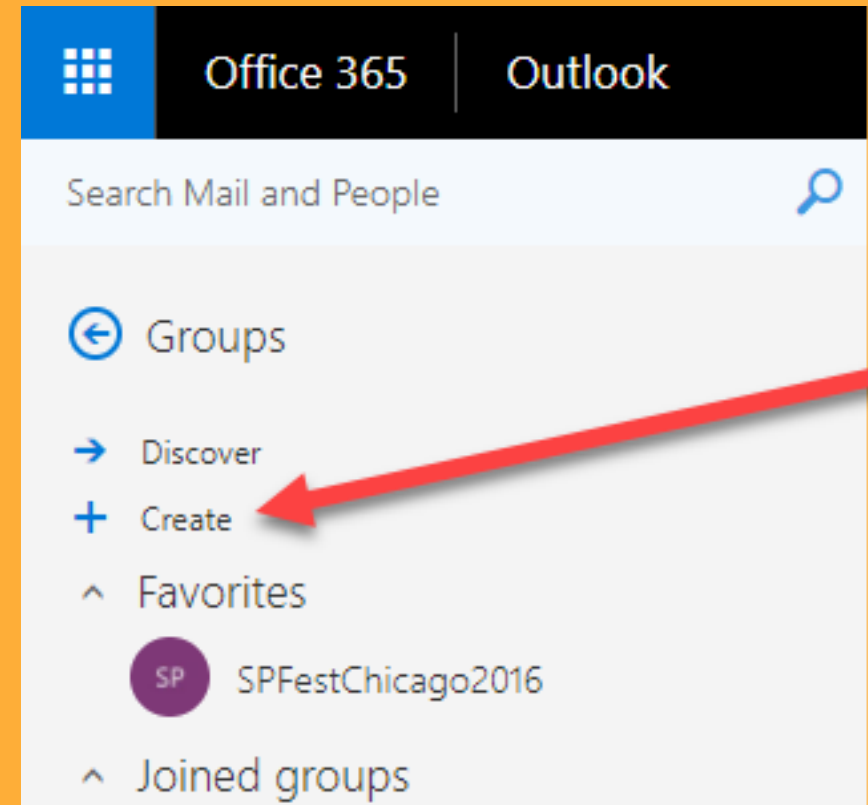 Office 365 Outlook
Search Mail and People
Groups
Discover
Create
Favorites
SP SPFestChicago2016
Joined groups